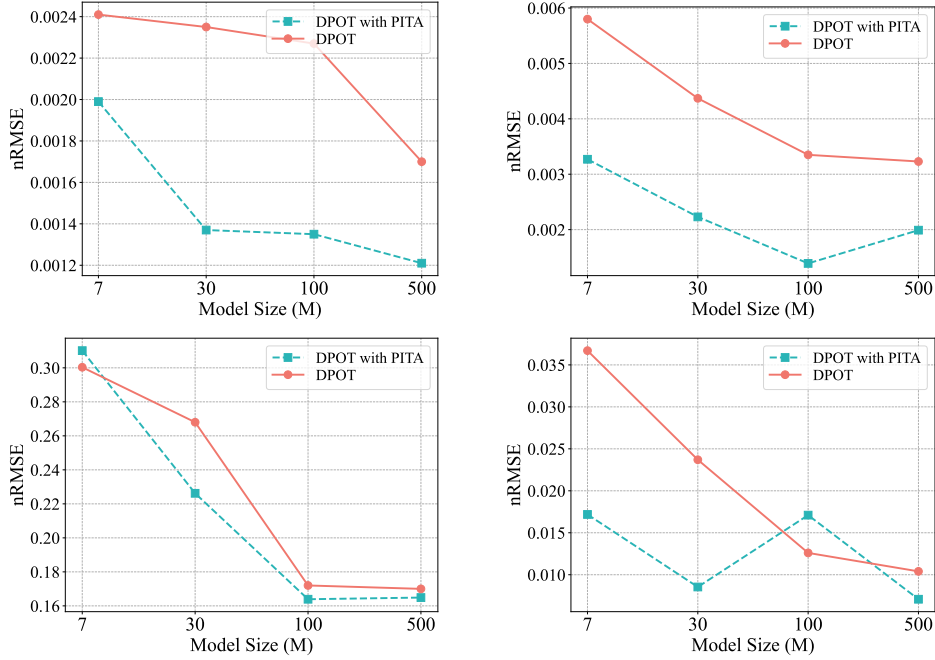 0.0024
0.0022
0.0020
0.0018
0.0016
0.0014
0.0012
nRMSE
DPOT with PITA
DPOT
7
30
100
500
Model Size (M)
0.006
0.005
0.004
0.003
0.002
nRMSE
DPOT with PITA
DPOT
7
30
100
500
Model Size (M)
0.30
0.28
0.26
0.24
0.22
0.20
0.18
0.16
nRMSE
DPOT with PITA
DPOT
7
30
100
500
Model Size (M)
0.035
0.030
0.025
0.020
0.015
0.010
nRMSE
DPOT with PITA
DPOT
7
30
100
500
Model Size (M)